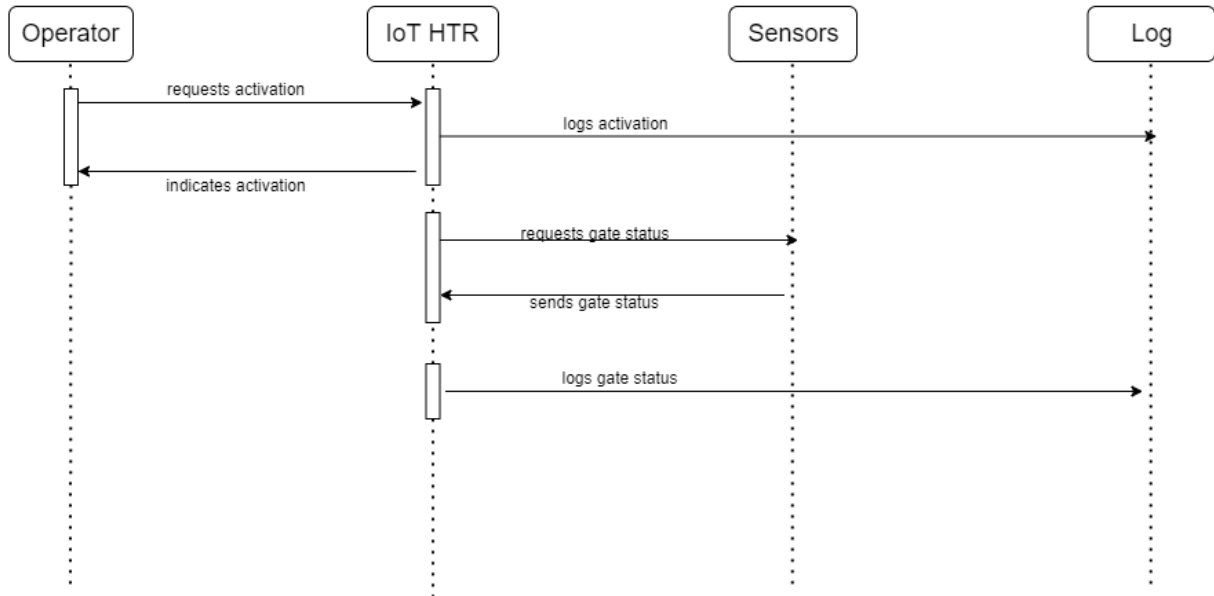 Operator
IoT HTR
Sensors
Log
requests activation
logs activation
indicates activation
requests gate status
sends gate status
logs gate status